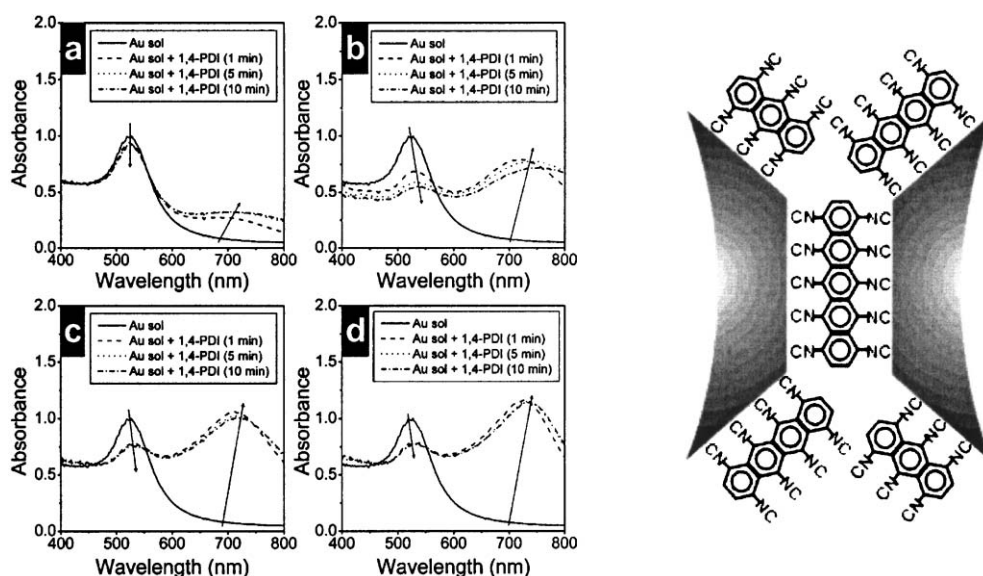 a
2.0
1.5
1.0
0.5
0.0
Absorbance
Au sol
Au sol + 1,4-PDI (1 min)
Au sol + 1,4-PDI (5 min)
Au sol + 1,4-PDI (10 min)
400 500 600 700 800
Wavelength (nm)
b
2.0
1.5
1.0
0.5
0.0
Absorbance
Au sol
Au sol + 1,4-PDI (1 min)
Au sol + 1,4-PDI (5 min)
Au sol + 1,4-PDI (10 min)
400 500 600 700 800
Wavelength (nm)
c
2.0
1.5
1.0
0.5
0.0
Absorbance
Au sol
Au sol + 1,4-PDI (1 min)
Au sol + 1,4-PDI (5 min)
Au sol + 1,4-PDI (10 min)
400 500 600 700 800
Wavelength (nm)
d
2.0
1.5
1.0
0.5
0.0
Absorbance
Au sol
Au sol + 1,4-PDI (1 min)
Au sol + 1,4-PDI (5 min)
Au sol + 1,4-PDI (10 min)
400 500 600 700 800
Wavelength (nm)
NC
NC
NC
CN
CN
CN
NC
NC
NC
NC
CN
CN
CN
NC
CN NC
CN NC
CN NC
CN NC
CN NC
CN
CN
CN
CN
NC
NC
NC
NC
NC
NC
NC
CN
CN
CN